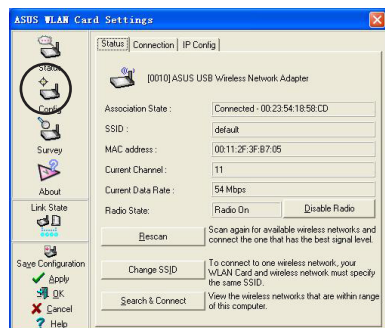 ASUS WLAN Card Settings
Status
Config
Survey
About
Link State
Save Configuration
Apply
OK
Cancel
Help
Status Connection IP Config
[0010] ASUS USB Wireless Network Adapter
Association State : Connected - 00:23:54:18:58:CD
SSID : default
MAC address : 00:11:2F:3F:B7:05
Current Channel : 11
Current Data Rate : 54 Mbps
Radio State: Radio On Disable Radio
Rescan
Scan again for available wireless networks and
connect the one that has the best signal level.
Change SSID
To connect to one wireless network, your
WLAN Card and wireless network must specify
the same SSID.
Search & Connect
View the wireless networks that are within range
of this computer.